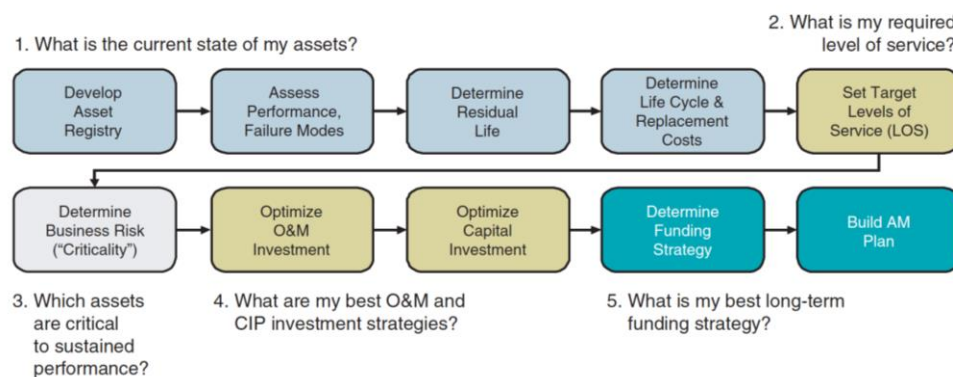 1. What is the current state of my assets?
2. What is my required
level of service?
Develop
Asset
Registry
Assess
Performance,
Failure Modes
Determine
Residual
Life
Determine
Life Cycle &
Replacement
Costs
Set Target
Levels of
Service (LOS)
Determine
Business Risk
(“Criticality”)
Optimize
O&M
Investment
Optimize
Capital
Investment
Determine
Funding
Strategy
Build AM
Plan
3. Which assets
are critical
to sustained
performance?
4. What are my best O&M and
CIP investment strategies?
5. What is my best long-term
funding strategy?